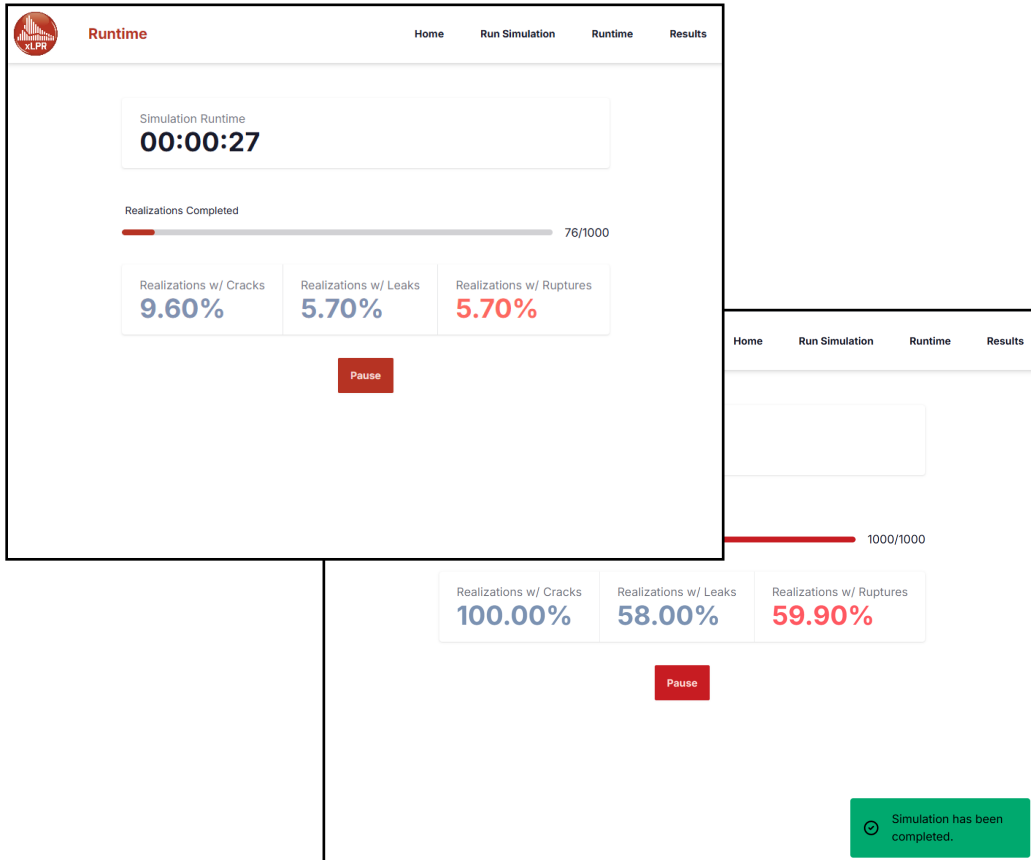 xLPR
Runtime
Home
Run Simulation
Runtime
Results
Simulation Runtime
00:00:27
Realizations Completed
76/1000
Realizations w/ Cracks
9.60%
Realizations w/ Leaks
5.70%
Realizations w/ Ruptures
5.70%
Pause
Home
Run Simulation
Runtime
Results
1000/1000
Realizations w/ Cracks
100.00%
Realizations w/ Leaks
58.00%
Realizations w/ Ruptures
59.90%
Pause
Simulation has been
completed.